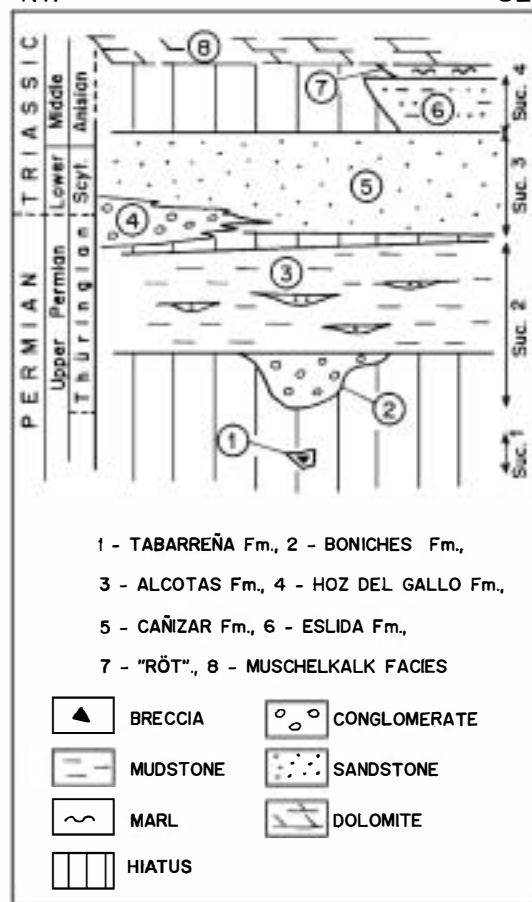 NW SE
TRIASSIC
Middle
Anisian
Lower
Scyt.
PERMIAN
Upper Permian
Thüringian
8
7
6
5
4
3
2
1
Suc. 4
Suc. 3
Suc. 2
Suc. 1
1 - TABARREÑA Fm., 2 - BONICHES Fm.,
3 - ALCOTAS Fm., 4 - HOZ DEL GALLO Fm.,
5 - CAÑIZAR Fm., 6 - ESLIDA Fm.,
7 - "RÖT"., 8 - MUSCHELKALK FACIES
BRECCIA CONGLOMERATE
MUDSTONE SANDSTONE
MARL DOLOMITE
HIATUS